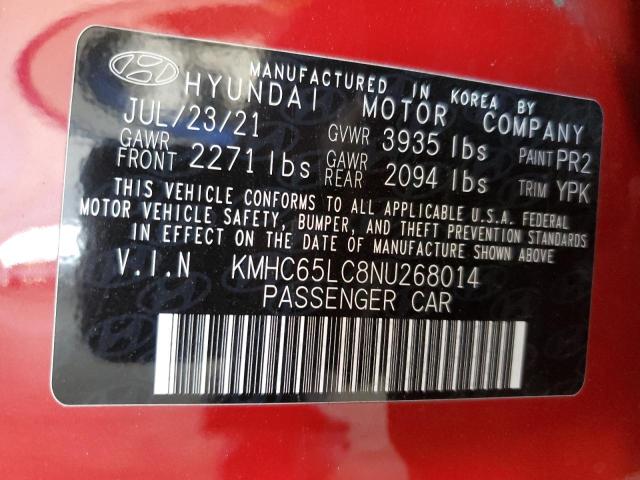 MANUFACTURED IN KOREA BY
HYUNDAI MOTOR COMPANY
JUL/23/21 GVWR 3935 lbs PAINT PR2
GAWR FRONT 2271 lbs GAWR REAR 2094 lbs TRIM YPK
THIS VEHICLE CONFORMS TO ALL APPLICABLE U.S.A. FEDERAL
MOTOR VEHICLE SAFETY, BUMPER, AND THEFT PREVENTION STANDARDS
IN EFFECT ON THE DATE OF MANUFACTURE SHOWN ABOVE
V.I.N KMHC65LC8NU268014
PASSENGER CAR